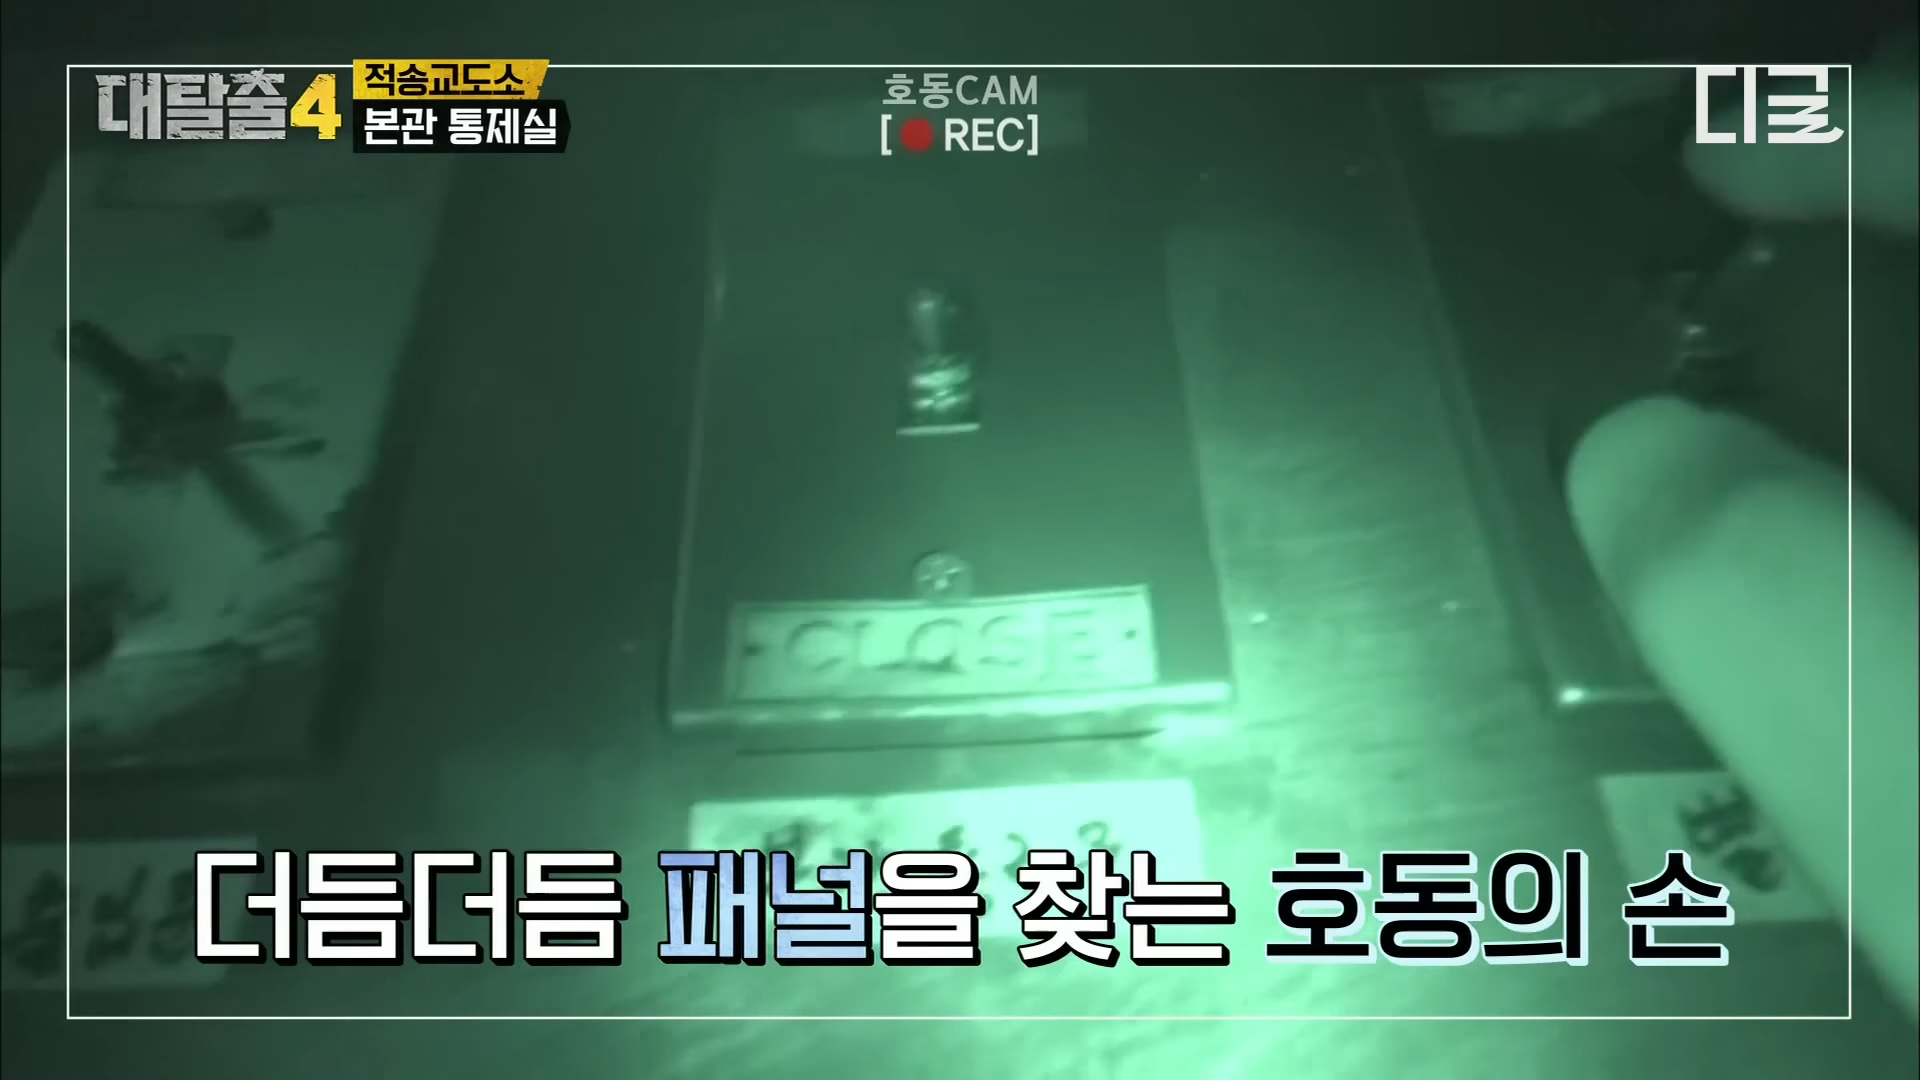 대탈출4
적송교도소
본관 통제실
호동CAM
[REC]
디글
CLOSE
더듬더듬 패널을 찾는 호동의 손